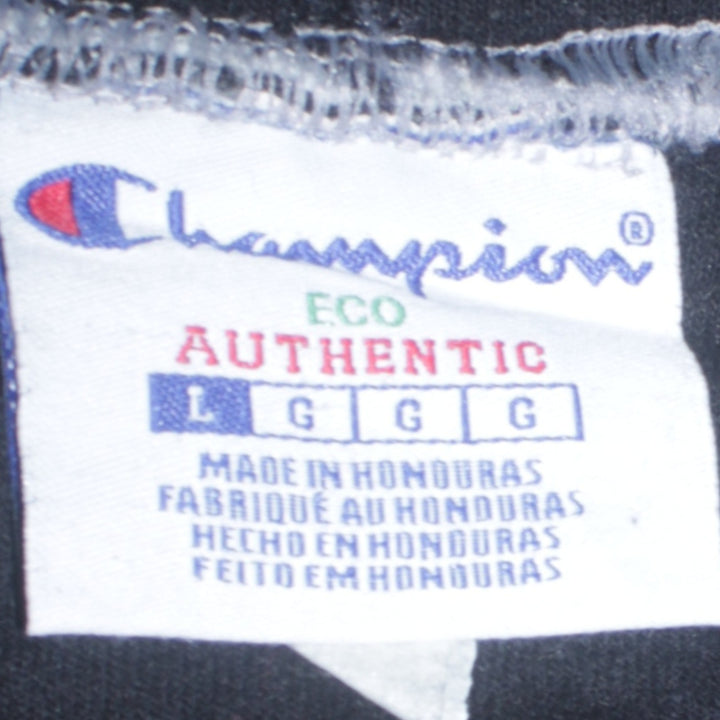 Champion®
ECO
AUTHENTIC
L G G G
MADE IN HONDURAS
FABRIQUÉ AU HONDURAS
HECHO EN HONDURAS
FEITO EM HONDURAS